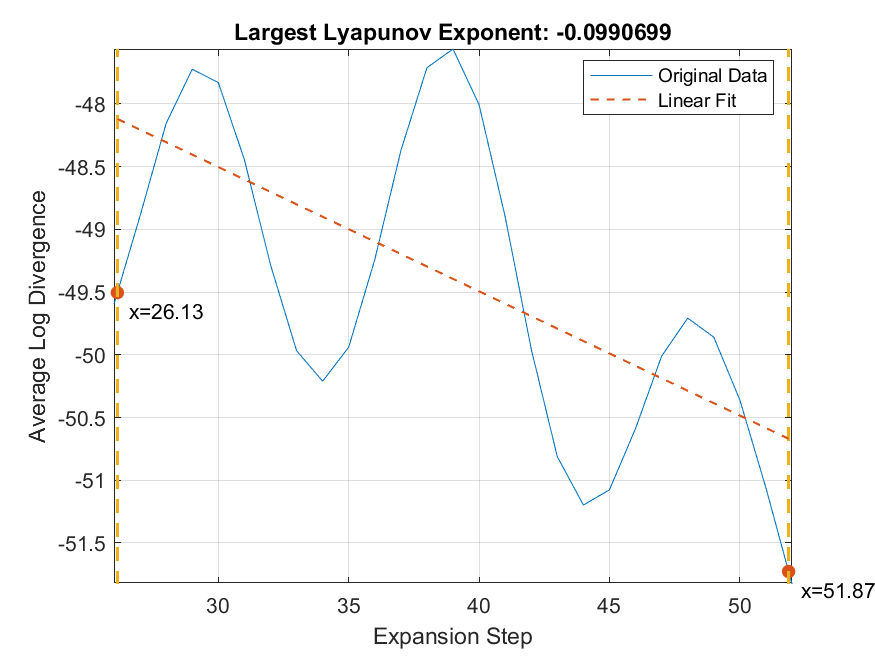 Largest Lyapunov Exponent: -0.0990699
Original Data
Linear Fit
Average Log Divergence
-48
-48.5
-49
-49.5
-50
-50.5
-51
-51.5
x=26.13
x=51.87
30
35
40
45
50
Expansion Step